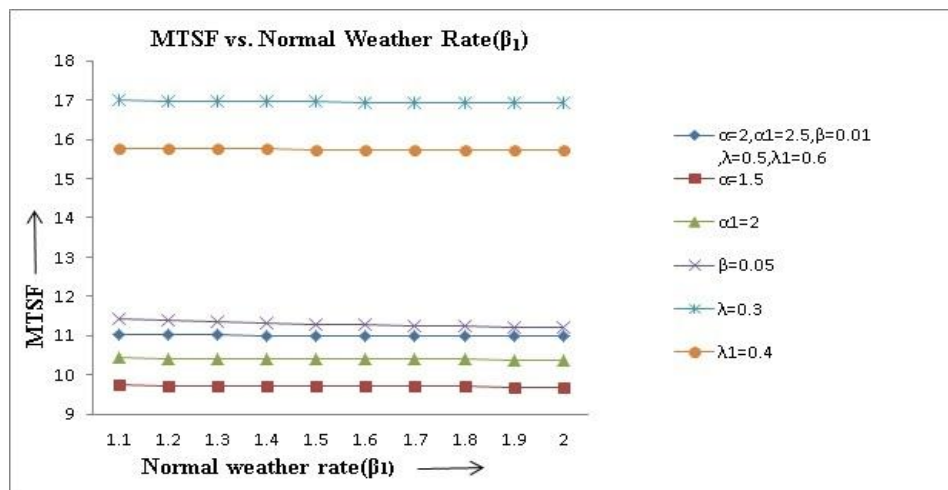 MTSF vs. Normal Weather Rate(β₁)
18
17
16
15
14
13
12
11
10
9
MTSF
1.1 1.2 1.3 1.4 1.5 1.6 1.7 1.8 1.9 2
Normal weather rate(β₁)
α=2,α1=2.5,β=0.01
,λ=0.5,λ1=0.6
α=1.5
α1=2
β=0.05
λ=0.3
λ1=0.4